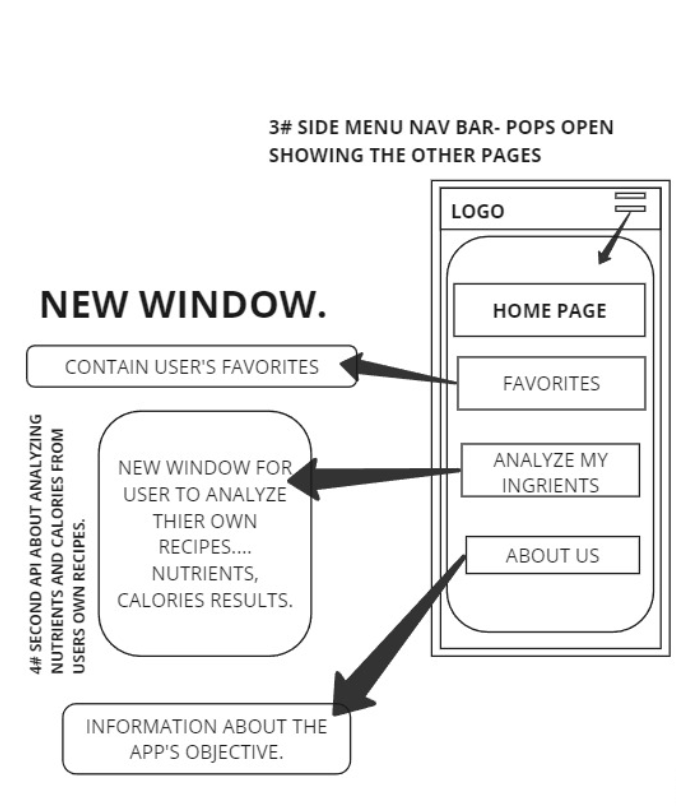 3# SIDE MENU NAV BAR- POPS OPEN
SHOWING THE OTHER PAGES
LOGO
HOME PAGE
FAVORITES
ANALYZE MY
INGRIENTS
ABOUT US
NEW WINDOW.
CONTAIN USER'S FAVORITES
NEW WINDOW FOR
USER TO ANALYZE
THIER OWN
RECIPES....
NUTRIENTS,
CALORIES RESULTS.
4# SECOND API ABOUT ANALYZING
NUTRIENTS AND CALORIES FROM
USERS OWN RECIPES.
INFORMATION ABOUT THE
APP'S OBJECTIVE.